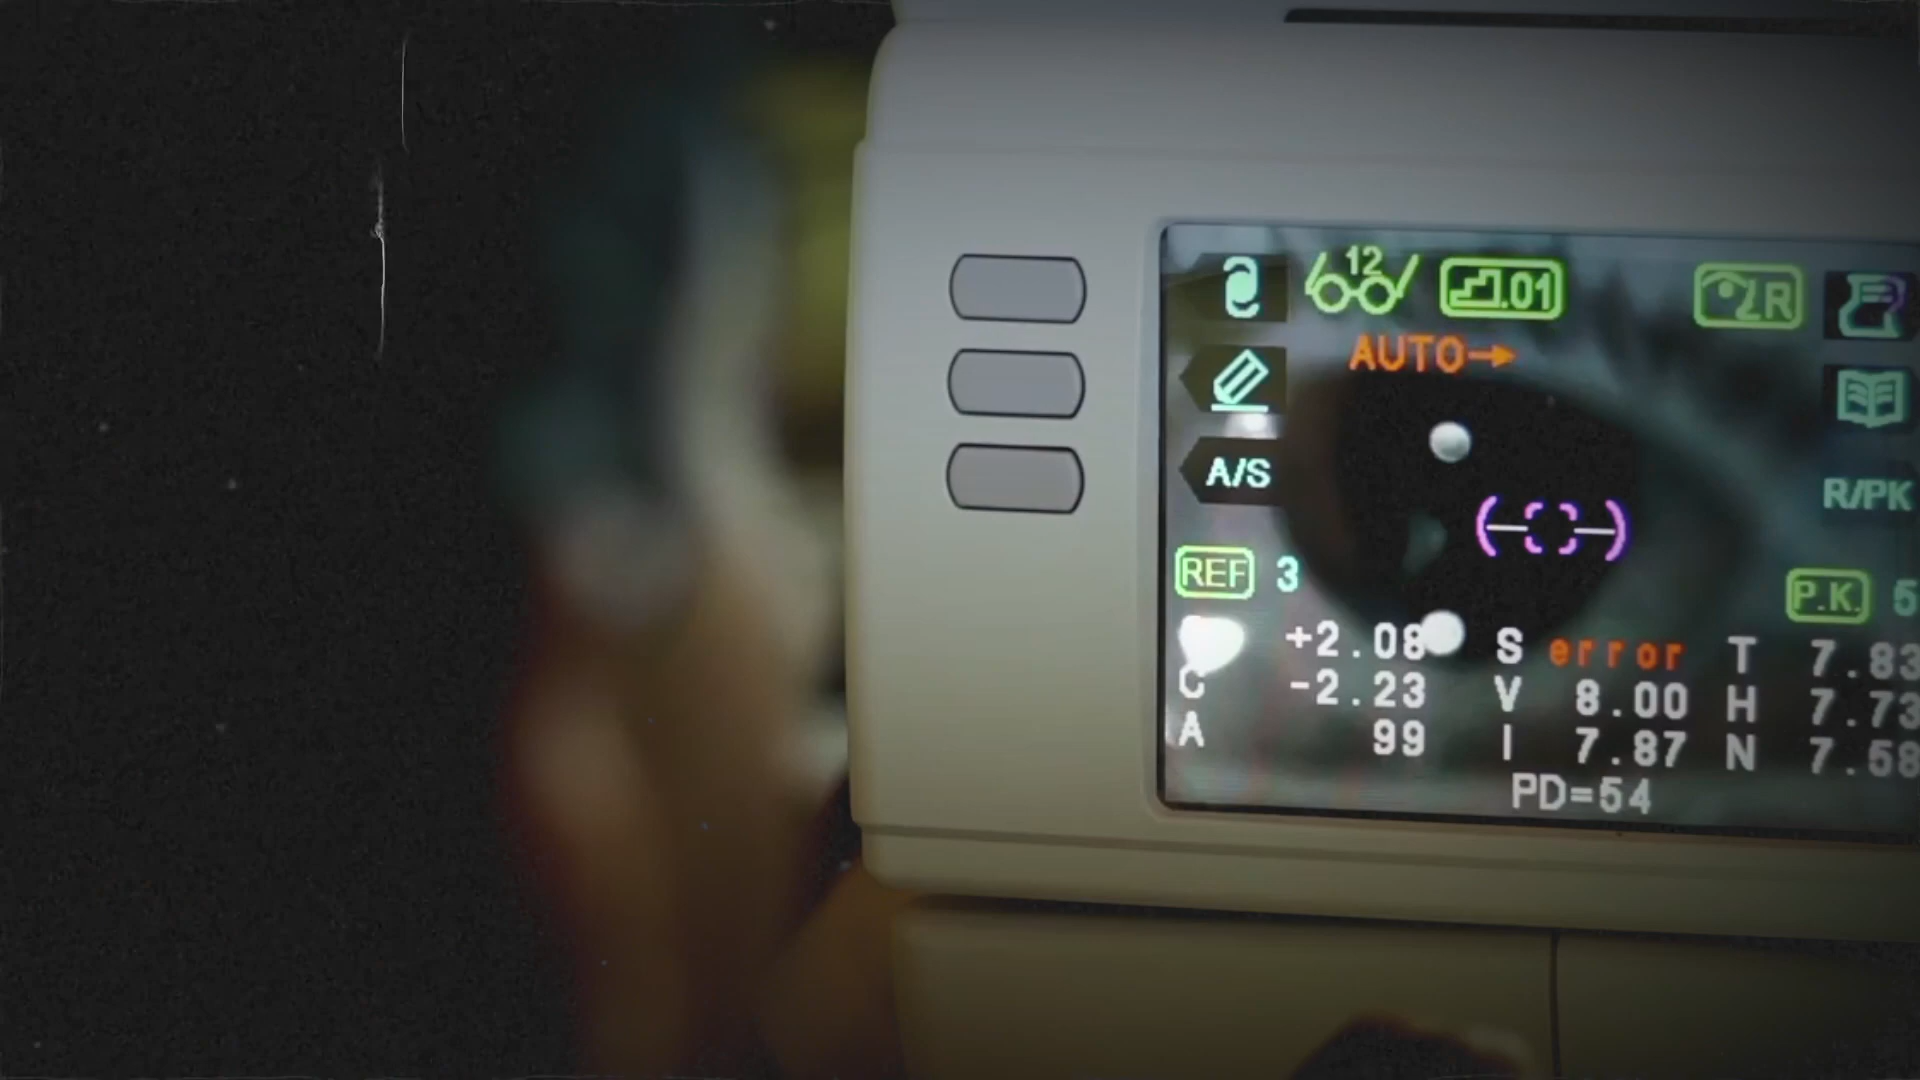 12 .01 LR
AUTO→
A/S
R/PK
REF 3 P.K. 5
+2.08 S error T 7.83
C -2.23 V 8.00 H 7.73
A 99 I 7.87 N 7.58
PD=54